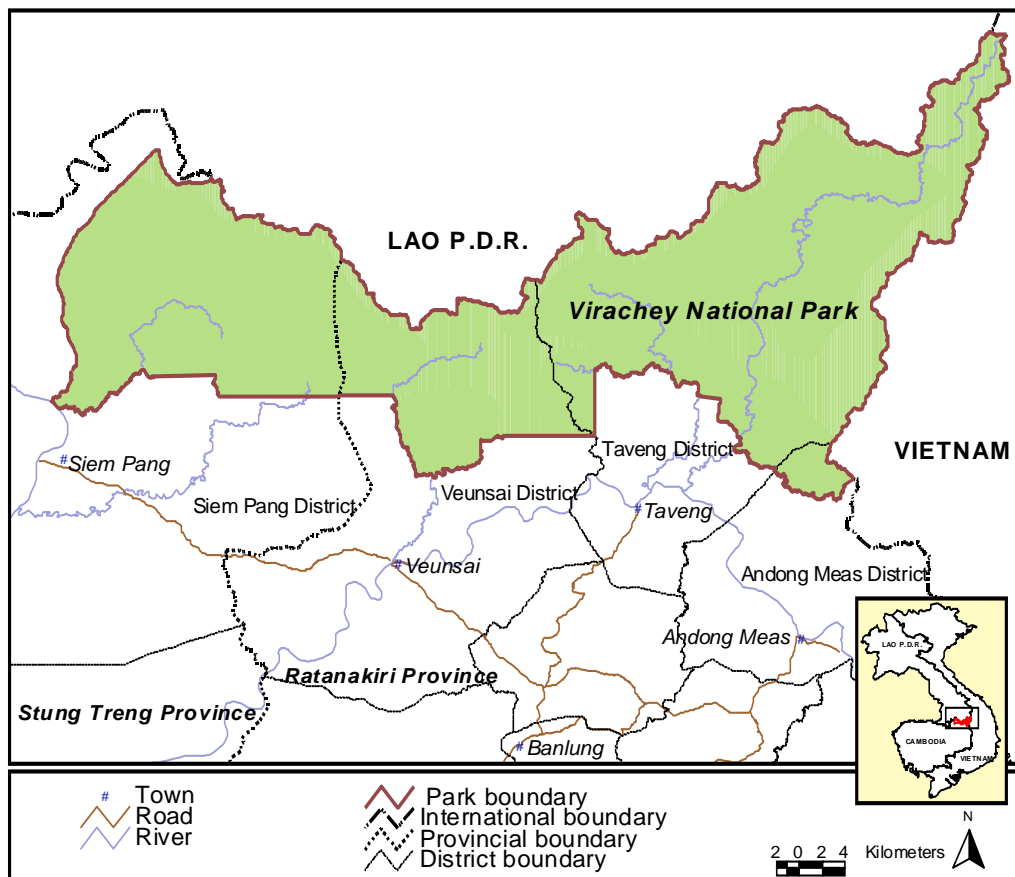 LAO P.D.R.
Virachey National Park
VIETNAM
Taveng District
# Siem Pang
Siem Pang District
Veunsai District
# Taveng
# Veunsai
Andong Meas District
Andong Meas #
Ratanakiri Province
Stung Treng Province
# Banlung
LAO P.D.R.
CAMBODIA
VIETNAM
# Town
Road
River
Park boundary
International boundary
Provincial boundary
District boundary
2 0 2 4 Kilometers
N